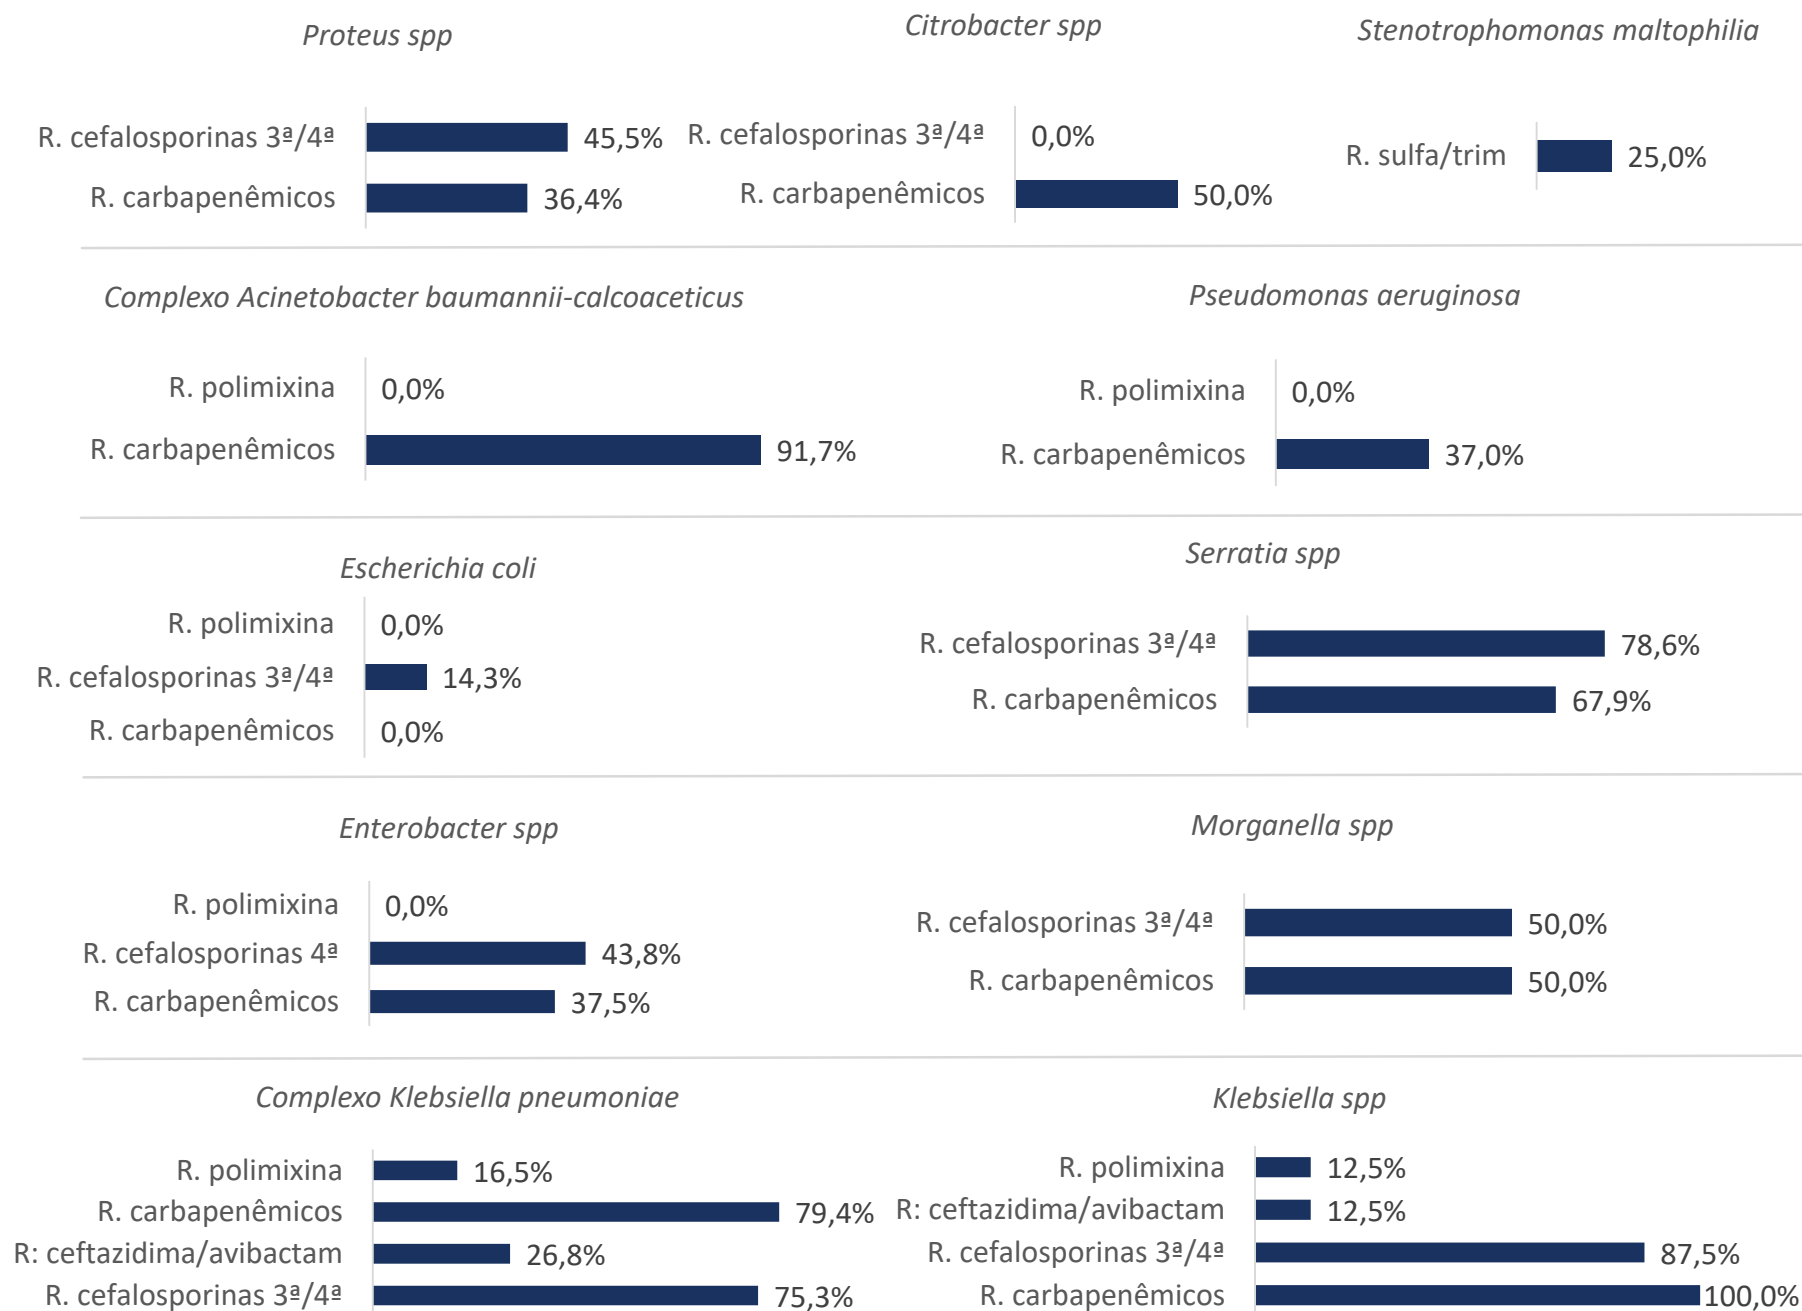 Proteus spp
R. cefalosporinas 3ª/4ª 45,5%
R. carbapenêmicos 36,4%
Citrobacter spp
R. cefalosporinas 3ª/4ª 0,0%
R. carbapenêmicos 50,0%
Stenotrophomonas maltophilia
R. sulfa/trim 25,0%
Complexo Acinetobacter baumannii-calcoaceticus
R. polimixina 0,0%
R. carbapenêmicos 91,7%
Pseudomonas aeruginosa
R. polimixina 0,0%
R. carbapenêmicos 37,0%
Escherichia coli
R. polimixina 0,0%
R. cefalosporinas 3ª/4ª 14,3%
R. carbapenêmicos 0,0%
Serratia spp
R. cefalosporinas 3ª/4ª 78,6%
R. carbapenêmicos 67,9%
Enterobacter spp
R. polimixina 0,0%
R. cefalosporinas 4ª 43,8%
R. carbapenêmicos 37,5%
Morganella spp
R. cefalosporinas 3ª/4ª 50,0%
R. carbapenêmicos 50,0%
Complexo Klebsiella pneumoniae
R. polimixina 16,5%
R. carbapenêmicos 79,4%
R: ceftazidima/avibactam 26,8%
R. cefalosporinas 3ª/4ª 75,3%
Klebsiella spp
R. polimixina 12,5%
R: ceftazidima/avibactam 12,5%
R. cefalosporinas 3ª/4ª 87,5%
R. carbapenêmicos 100,0%